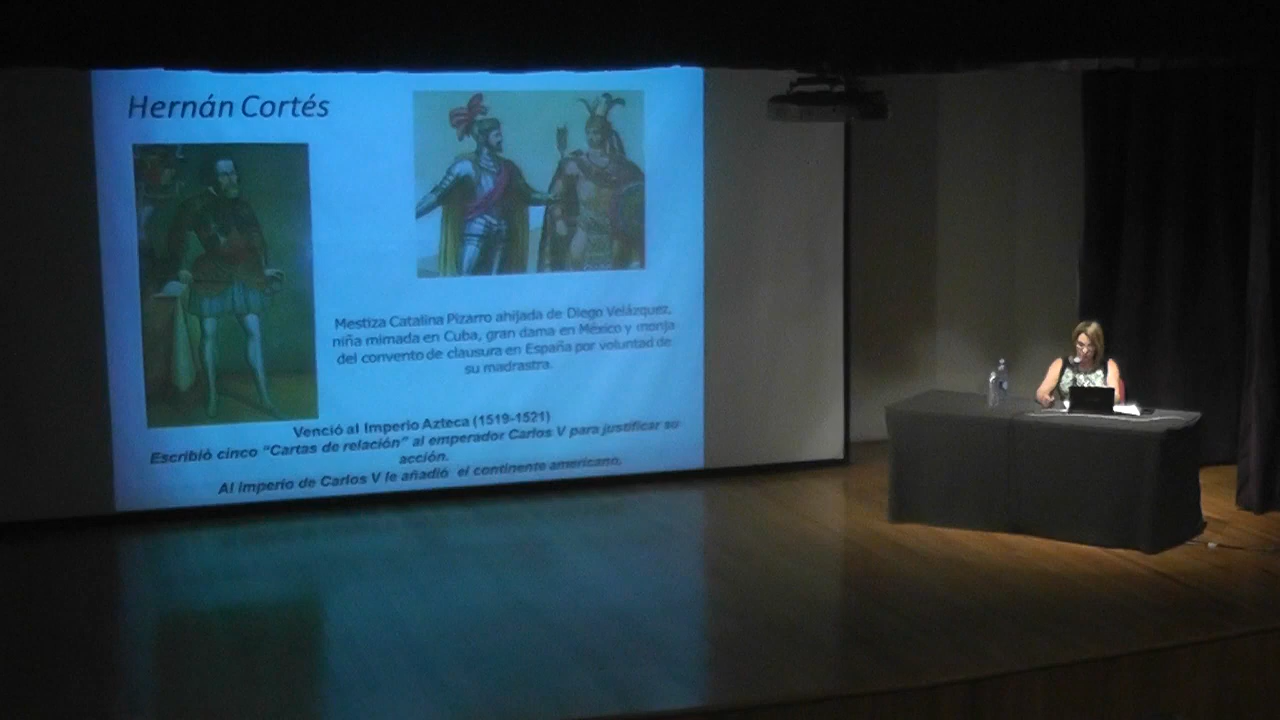 Hernán Cortés
Mestiza Catalina Pizarro ahijada de Diego Velázquez,
niña mimada en Cuba, gran dama en México y monja
del convento de clausura en España por voluntad de
su madrastra.
Venció al Imperio Azteca (1519-1521)
Escribió cinco "Cartas de relación" al emperador Carlos V para justificar su
acción.
Al imperio de Carlos V le añadió el continente americano.